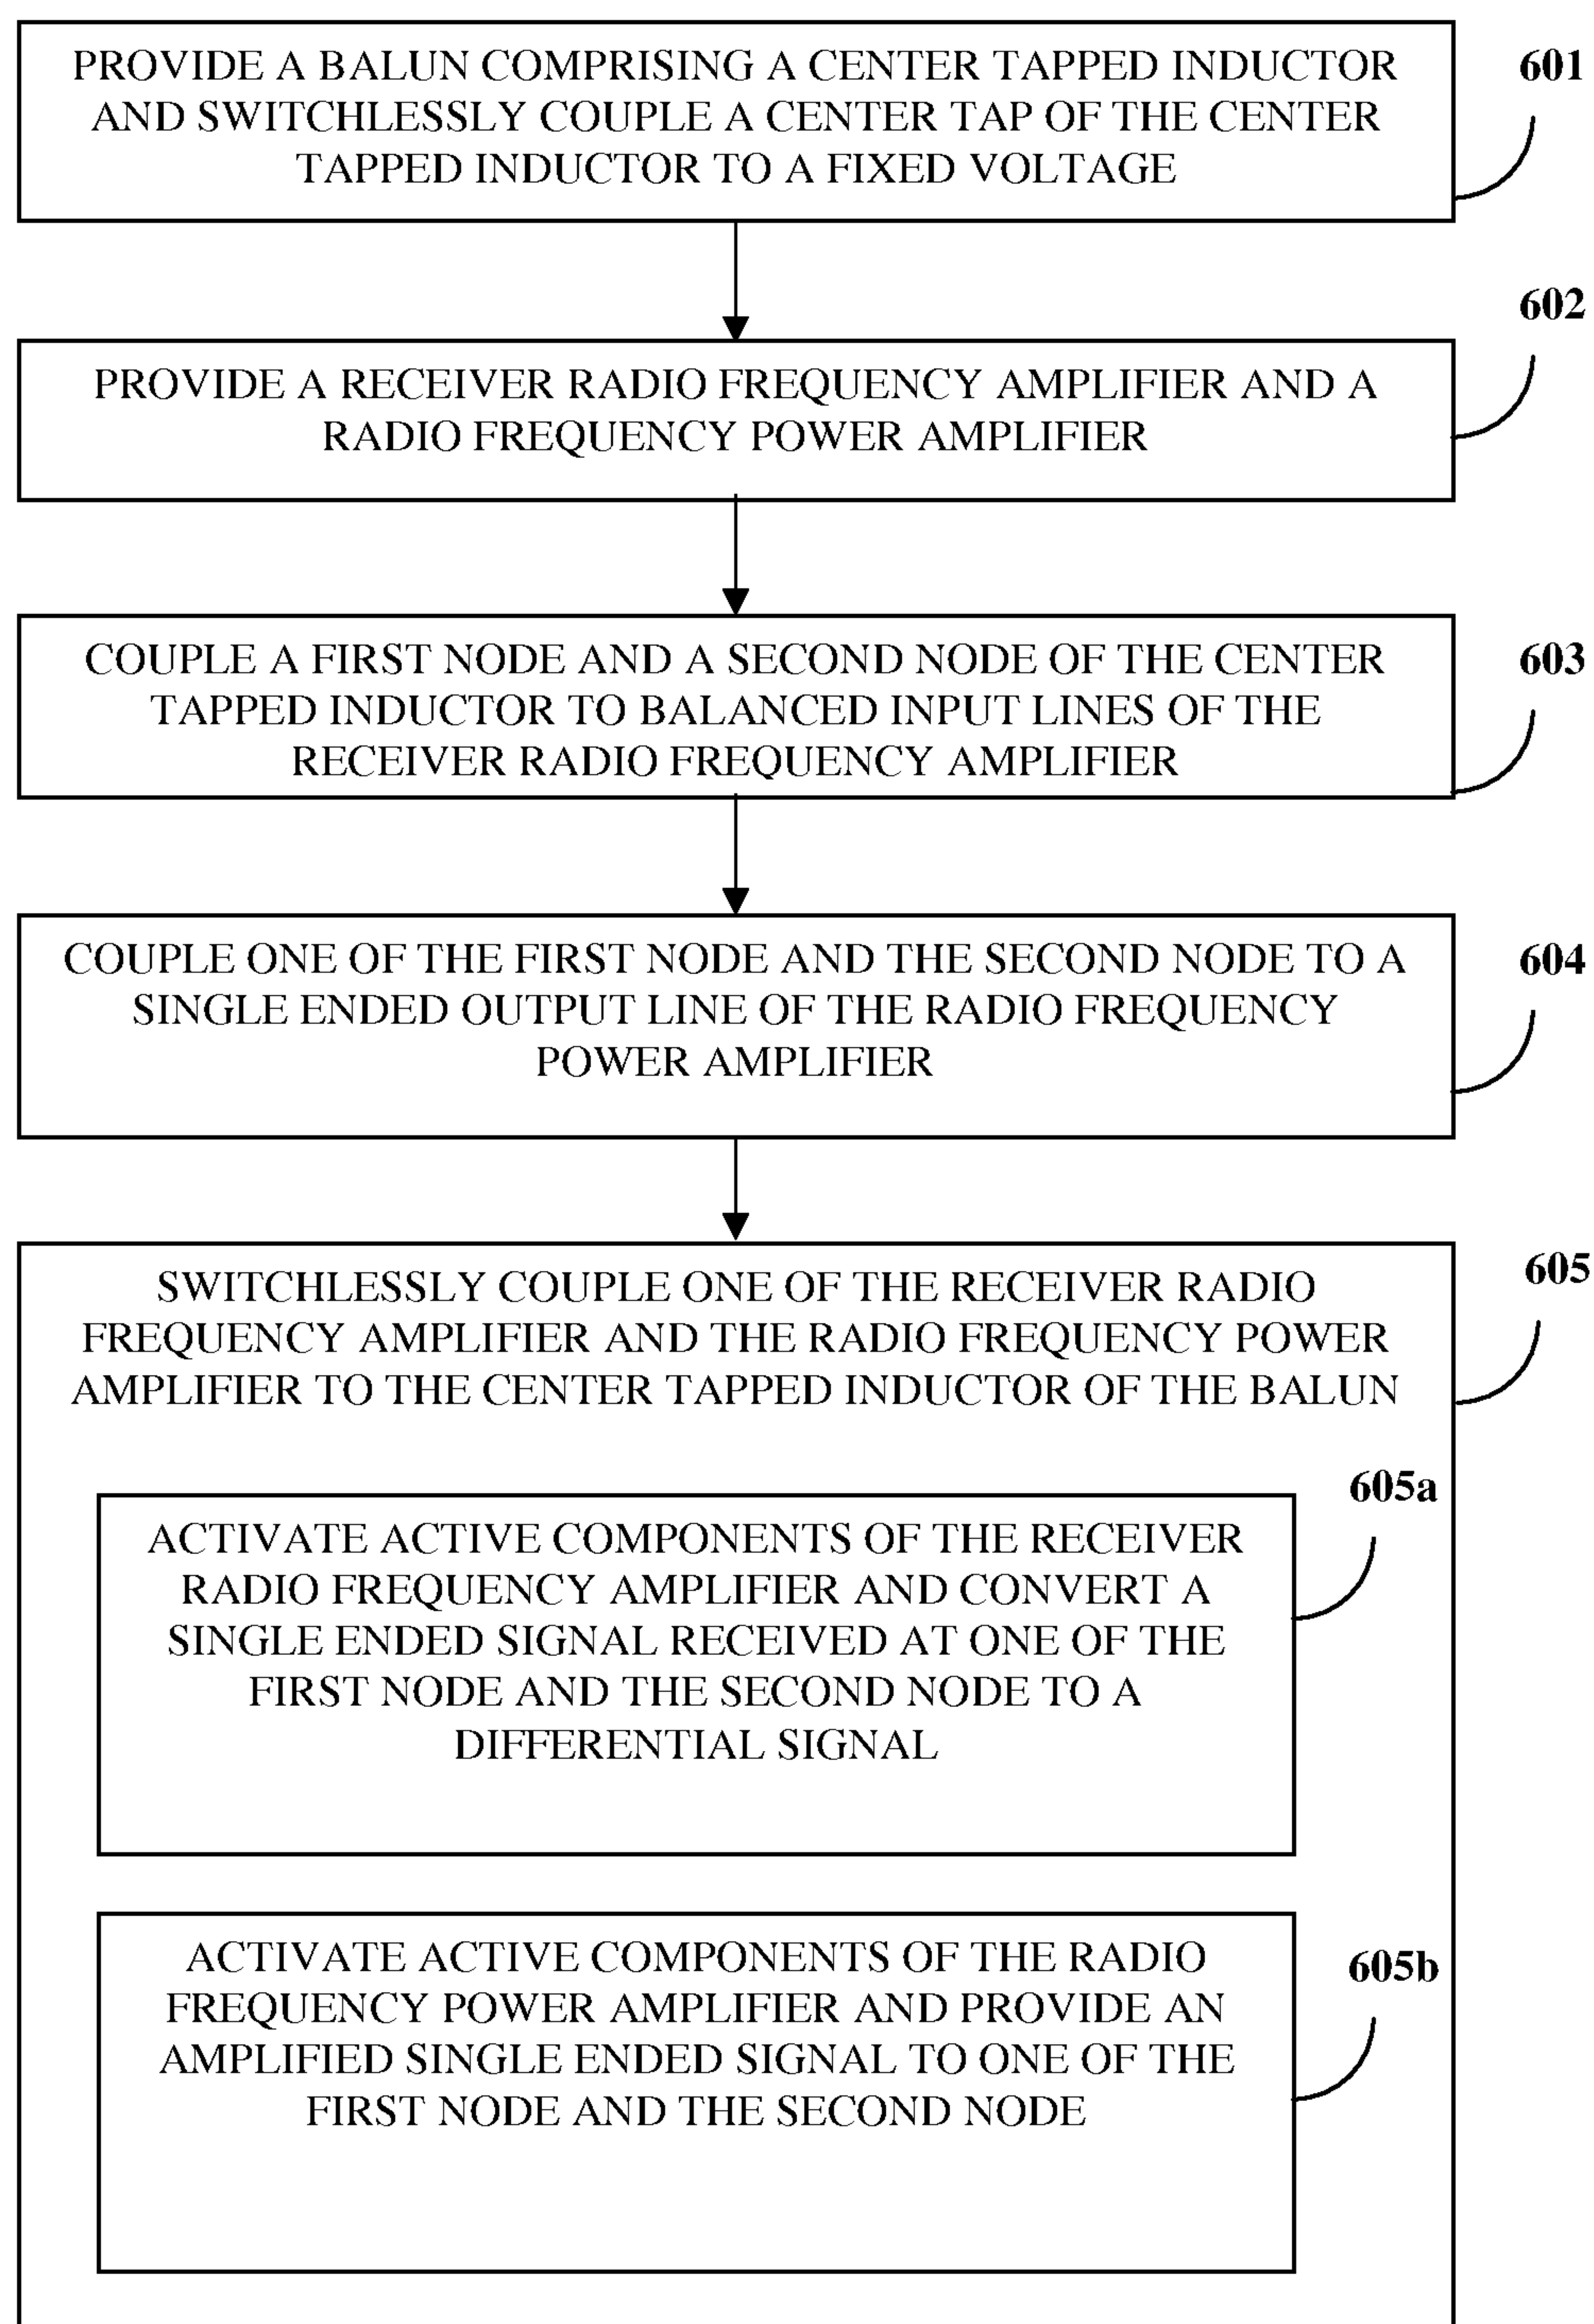 PROVIDE A BALUN COMPRISING A CENTER TAPPED INDUCTOR
AND SWITCHLESSLY COUPLE A CENTER TAP OF THE CENTER
TAPPED INDUCTOR TO A FIXED VOLTAGE
601
PROVIDE A RECEIVER RADIO FREQUENCY AMPLIFIER AND A
RADIO FREQUENCY POWER AMPLIFIER
602
COUPLE A FIRST NODE AND A SECOND NODE OF THE CENTER
TAPPED INDUCTOR TO BALANCED INPUT LINES OF THE
RECEIVER RADIO FREQUENCY AMPLIFIER
603
COUPLE ONE OF THE FIRST NODE AND THE SECOND NODE TO A
SINGLE ENDED OUTPUT LINE OF THE RADIO FREQUENCY
POWER AMPLIFIER
604
SWITCHLESSLY COUPLE ONE OF THE RECEIVER RADIO
FREQUENCY AMPLIFIER AND THE RADIO FREQUENCY POWER
AMPLIFIER TO THE CENTER TAPPED INDUCTOR OF THE BALUN
605
ACTIVATE ACTIVE COMPONENTS OF THE RECEIVER
RADIO FREQUENCY AMPLIFIER AND CONVERT A
SINGLE ENDED SIGNAL RECEIVED AT ONE OF THE
FIRST NODE AND THE SECOND NODE TO A
DIFFERENTIAL SIGNAL
605a
ACTIVATE ACTIVE COMPONENTS OF THE RADIO
FREQUENCY POWER AMPLIFIER AND PROVIDE AN
AMPLIFIED SINGLE ENDED SIGNAL TO ONE OF THE
FIRST NODE AND THE SECOND NODE
605b